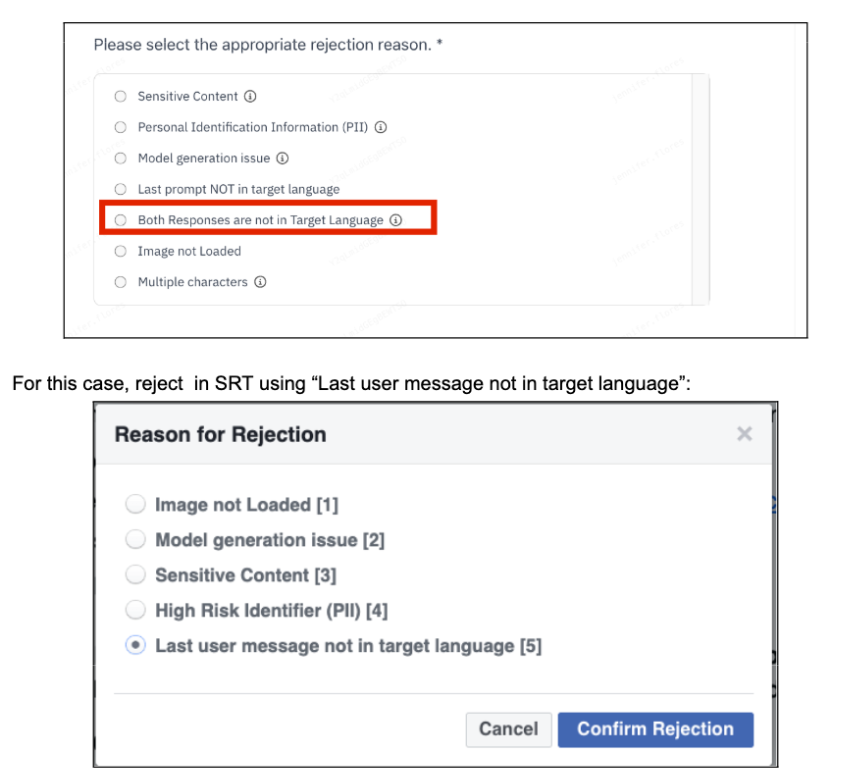 Please select the appropriate rejection reason. *
Sensitive Content
Personal Identification Information (PII)
Model generation issue
Last prompt NOT in target language
Both Responses are not in Target Language
Image not Loaded
Multiple characters
For this case, reject in SRT using “Last user message not in target language”:
Reason for Rejection
Image not Loaded [1]
Model generation issue [2]
Sensitive Content [3]
High Risk Identifier (PII) [4]
Last user message not in target language [5]
Cancel Confirm Rejection